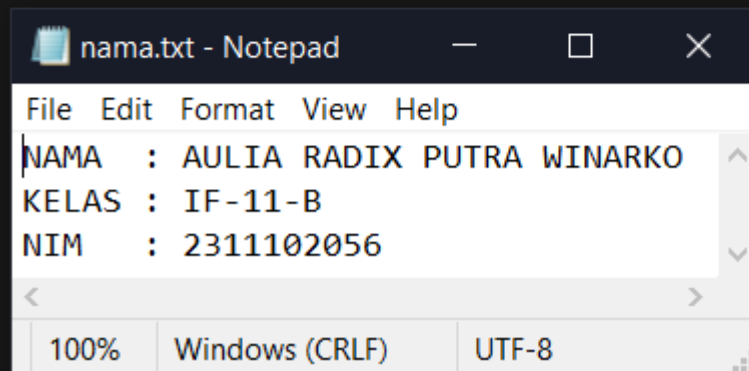 nama.txt - Notepad
File Edit Format View Help
NAMA  : AULIA RADIX PUTRA WINARKO
KELAS : IF-11-B
NIM   : 2311102056
100% Windows (CRLF) UTF-8